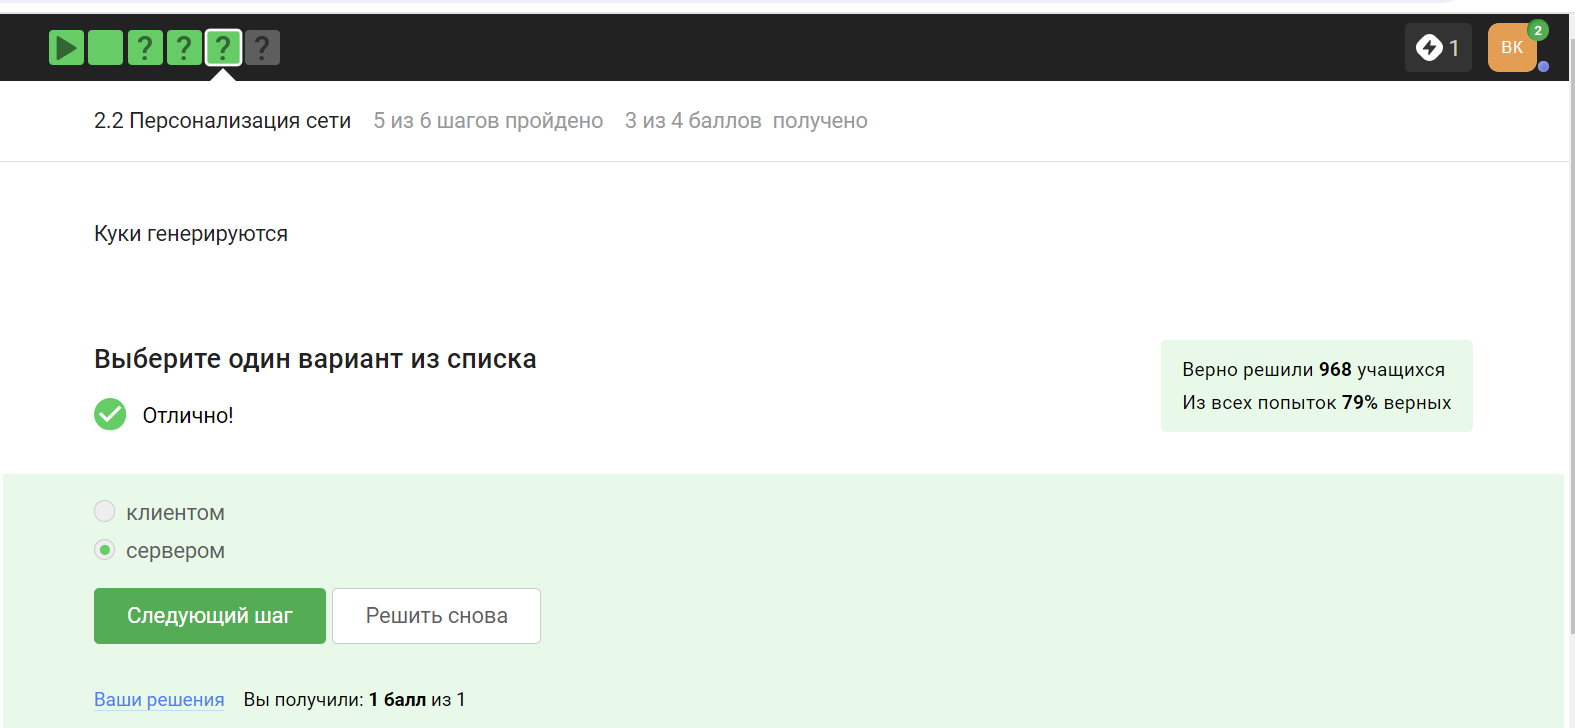 ? ? ? ?
1
ВК
2
2.2 Персонализация сети 5 из 6 шагов пройдено 3 из 4 баллов получено
Куки генерируются
Выберите один вариант из списка
Отлично!
Верно решили 968 учащихся
Из всех попыток 79% верных
клиентом
сервером
Следующий шаг Решить снова
Ваши решения Вы получили: 1 балл из 1